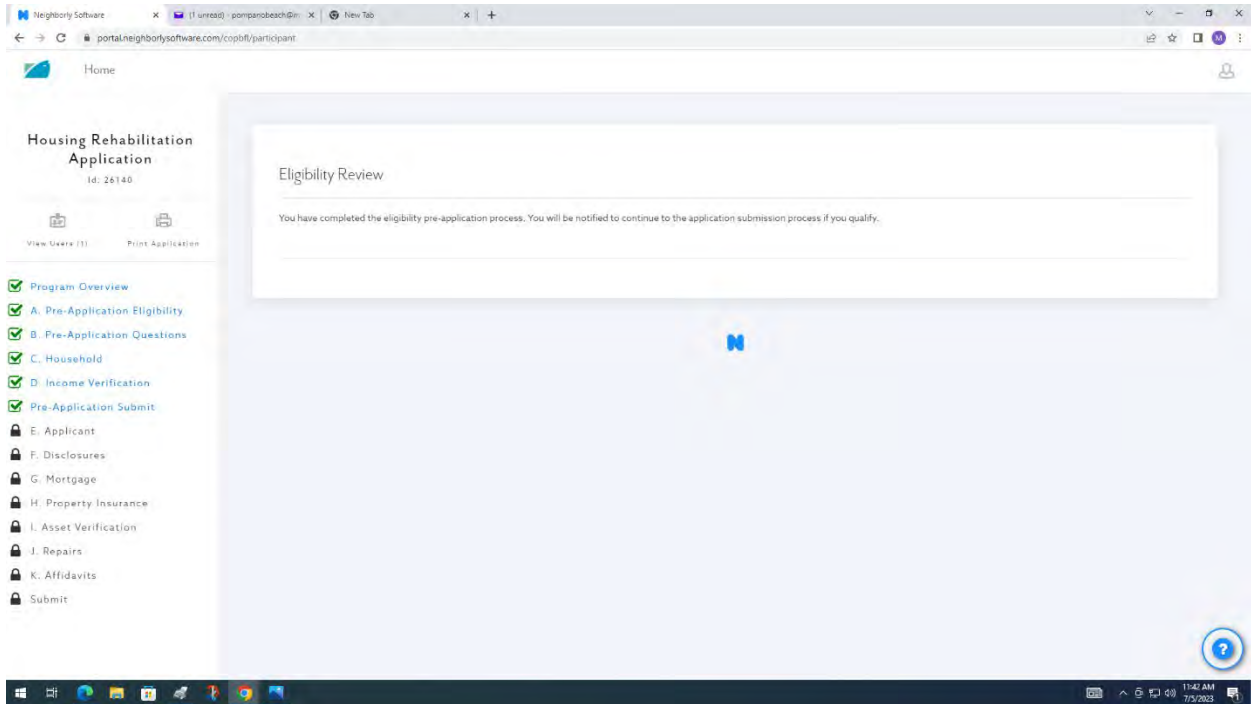 Neighborly Software
(1 unread) - pompanobeach@in
New Tab
portal.neighborlysoftware.com/copbfl/participant
M
Home
Housing Rehabilitation
Application
Id: 26140
View Users (1)
Print Application
Eligibility Review
You have completed the eligibility pre-application process. You will be notified to continue to the application submission process if you qualify.
Program Overview
A. Pre-Application Eligibility
B. Pre-Application Questions
C. Household
D. Income Verification
Pre-Application Submit
E. Applicant
F. Disclosures
G. Mortgage
H. Property Insurance
I. Asset Verification
J. Repairs
K. Affidavits
Submit
N
?
11:42 AM
7/5/2023